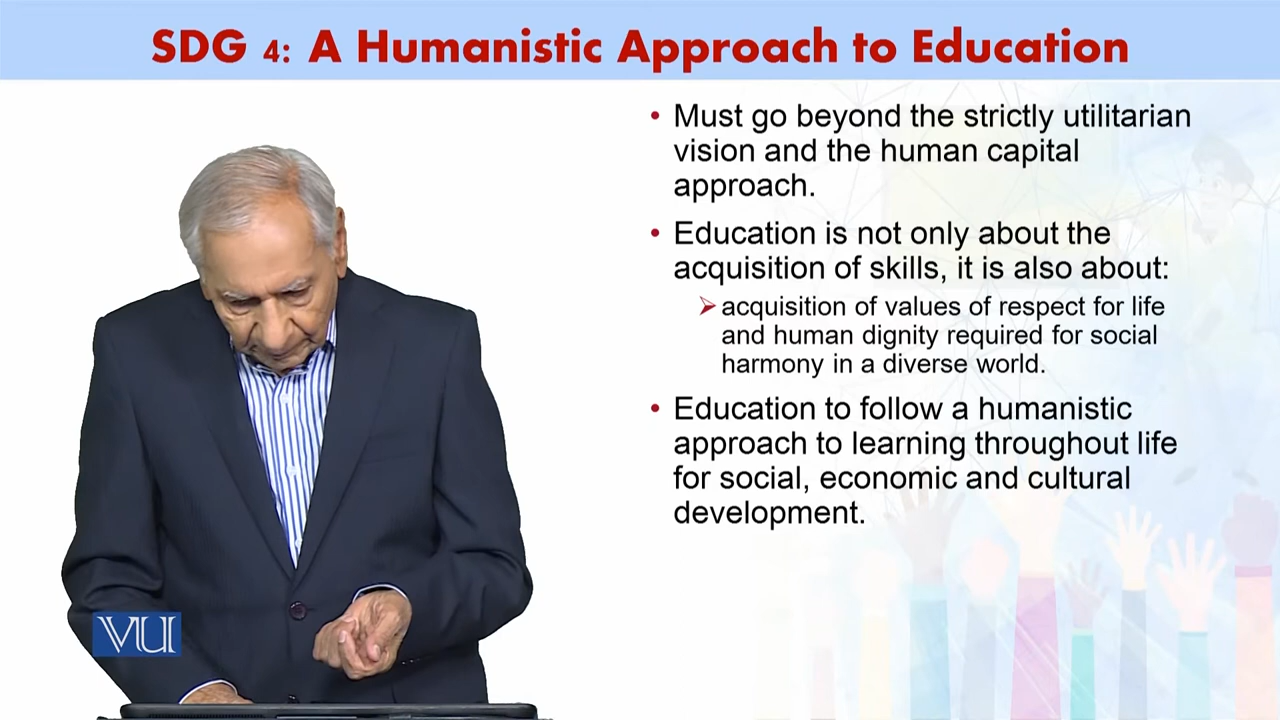 SDG 4: A Humanistic Approach to Education
• Must go beyond the strictly utilitarian
vision and the human capital
approach.
• Education is not only about the
acquisition of skills, it is also about:
➢ acquisition of values of respect for life
and human dignity required for social
harmony in a diverse world.
• Education to follow a humanistic
approach to learning throughout life
for social, economic and cultural
development.
VU